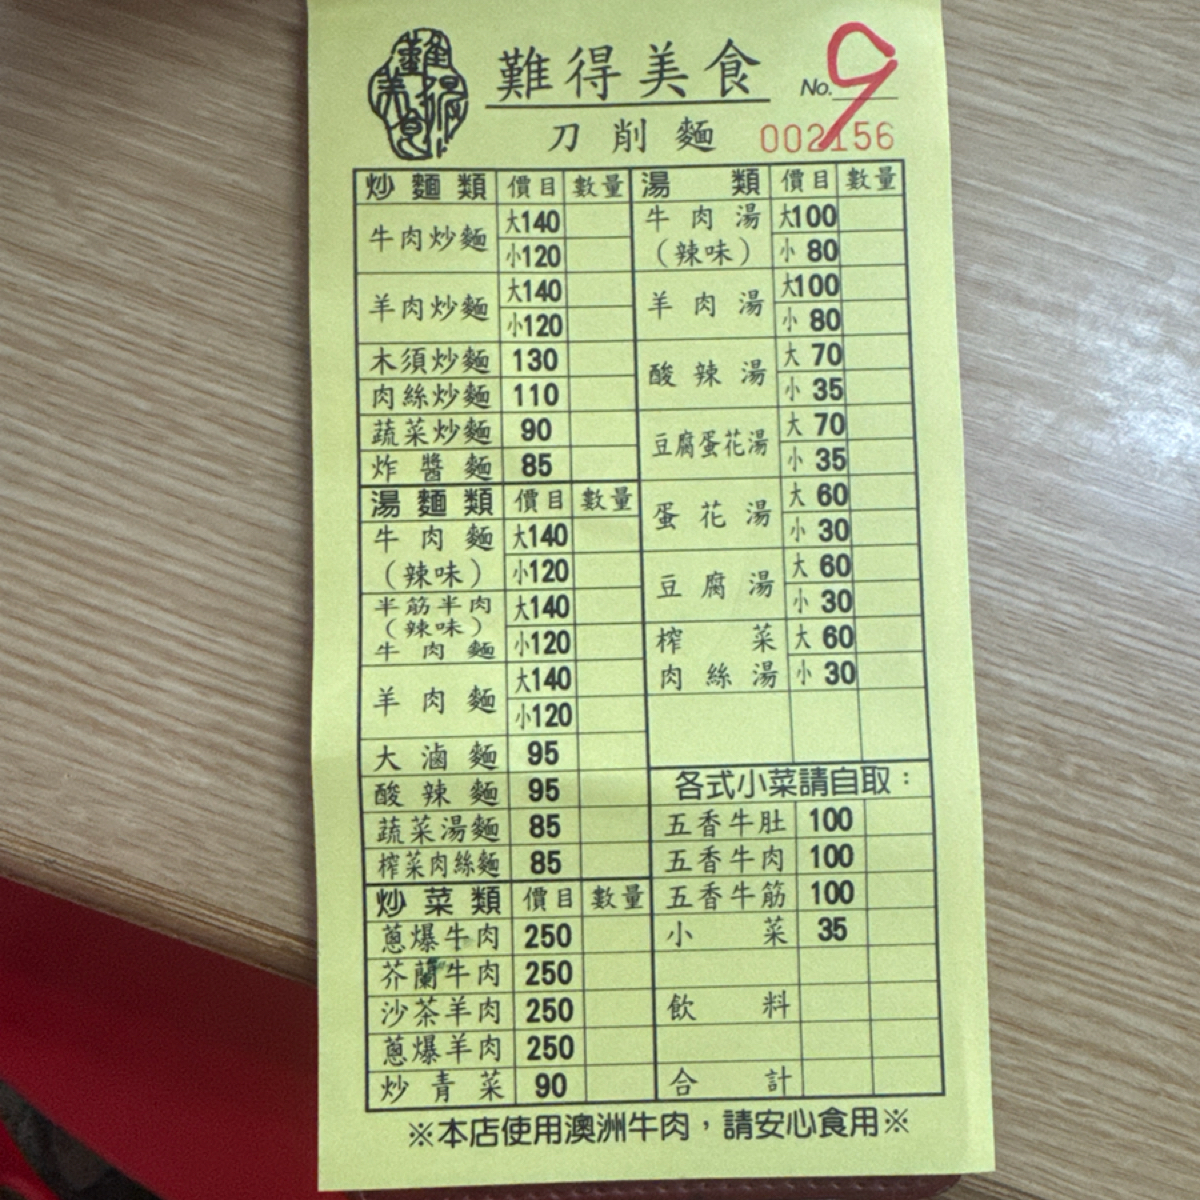 難得美食
難得美食
No. 9
刀削麵
002156
炒麵類 價目 數量
牛肉炒麵 大140
小120
羊肉炒麵 大140
小120
木須炒麵 130
肉絲炒麵 110
蔬菜炒麵 90
炸醬麵 85
湯麵類 價目 數量
牛肉麵 大140
（辣味） 小120
半筋半肉 大140
（辣味）
牛肉麵 小120
羊肉麵 大140
小120
大滷麵 95
酸辣麵 95
蔬菜湯麵 85
榨菜肉絲麵 85
炒菜類 價目 數量
蔥爆牛肉 250
芥蘭牛肉 250
沙茶羊肉 250
蔥爆羊肉 250
炒青菜 90
湯類 價目 數量
牛肉湯 大100
（辣味） 小80
羊肉湯 大100
小80
酸辣湯 大70
小35
豆腐蛋花湯 大70
小35
蛋花湯 大60
小30
豆腐湯 大60
小30
榨菜 大60
肉絲湯 小30
各式小菜請自取：
五香牛肚 100
五香牛肉 100
五香牛筋 100
小菜 35
飲料
合計
※本店使用澳洲牛肉，請安心食用※